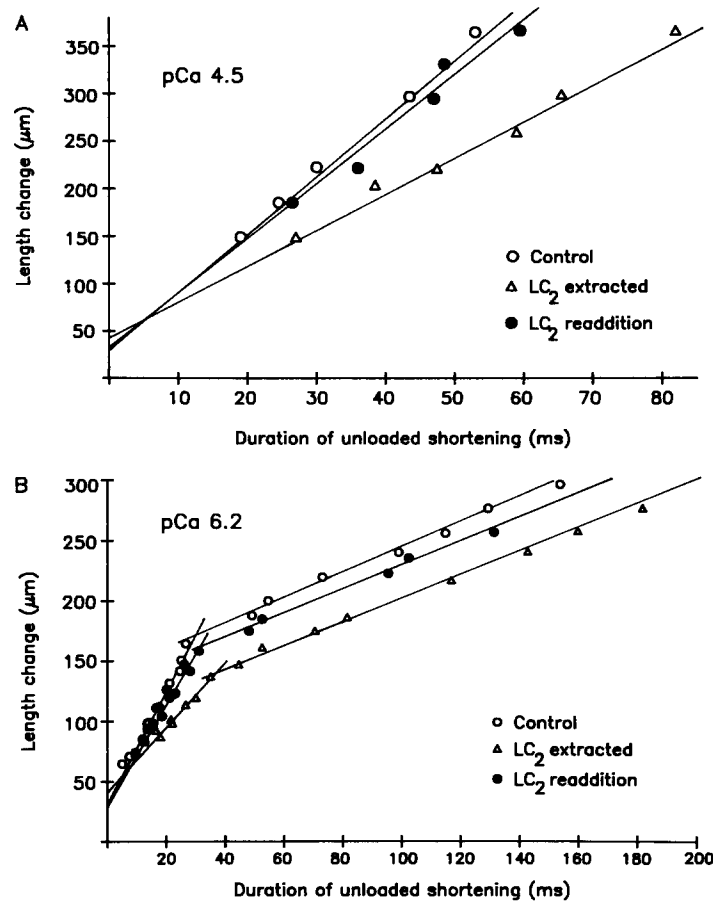 A
pCa 4.5
350
300
250
200
150
100
50
Length change (μm)
Control
LC2 extracted
LC2 readdition
10 20 30 40 50 60 70 80
Duration of unloaded shortening (ms)
B
pCa 6.2
300
250
200
150
100
50
Length change (μm)
Control
LC2 extracted
LC2 readdition
20 40 60 80 100 120 140 160 180 200
Duration of unloaded shortening (ms)